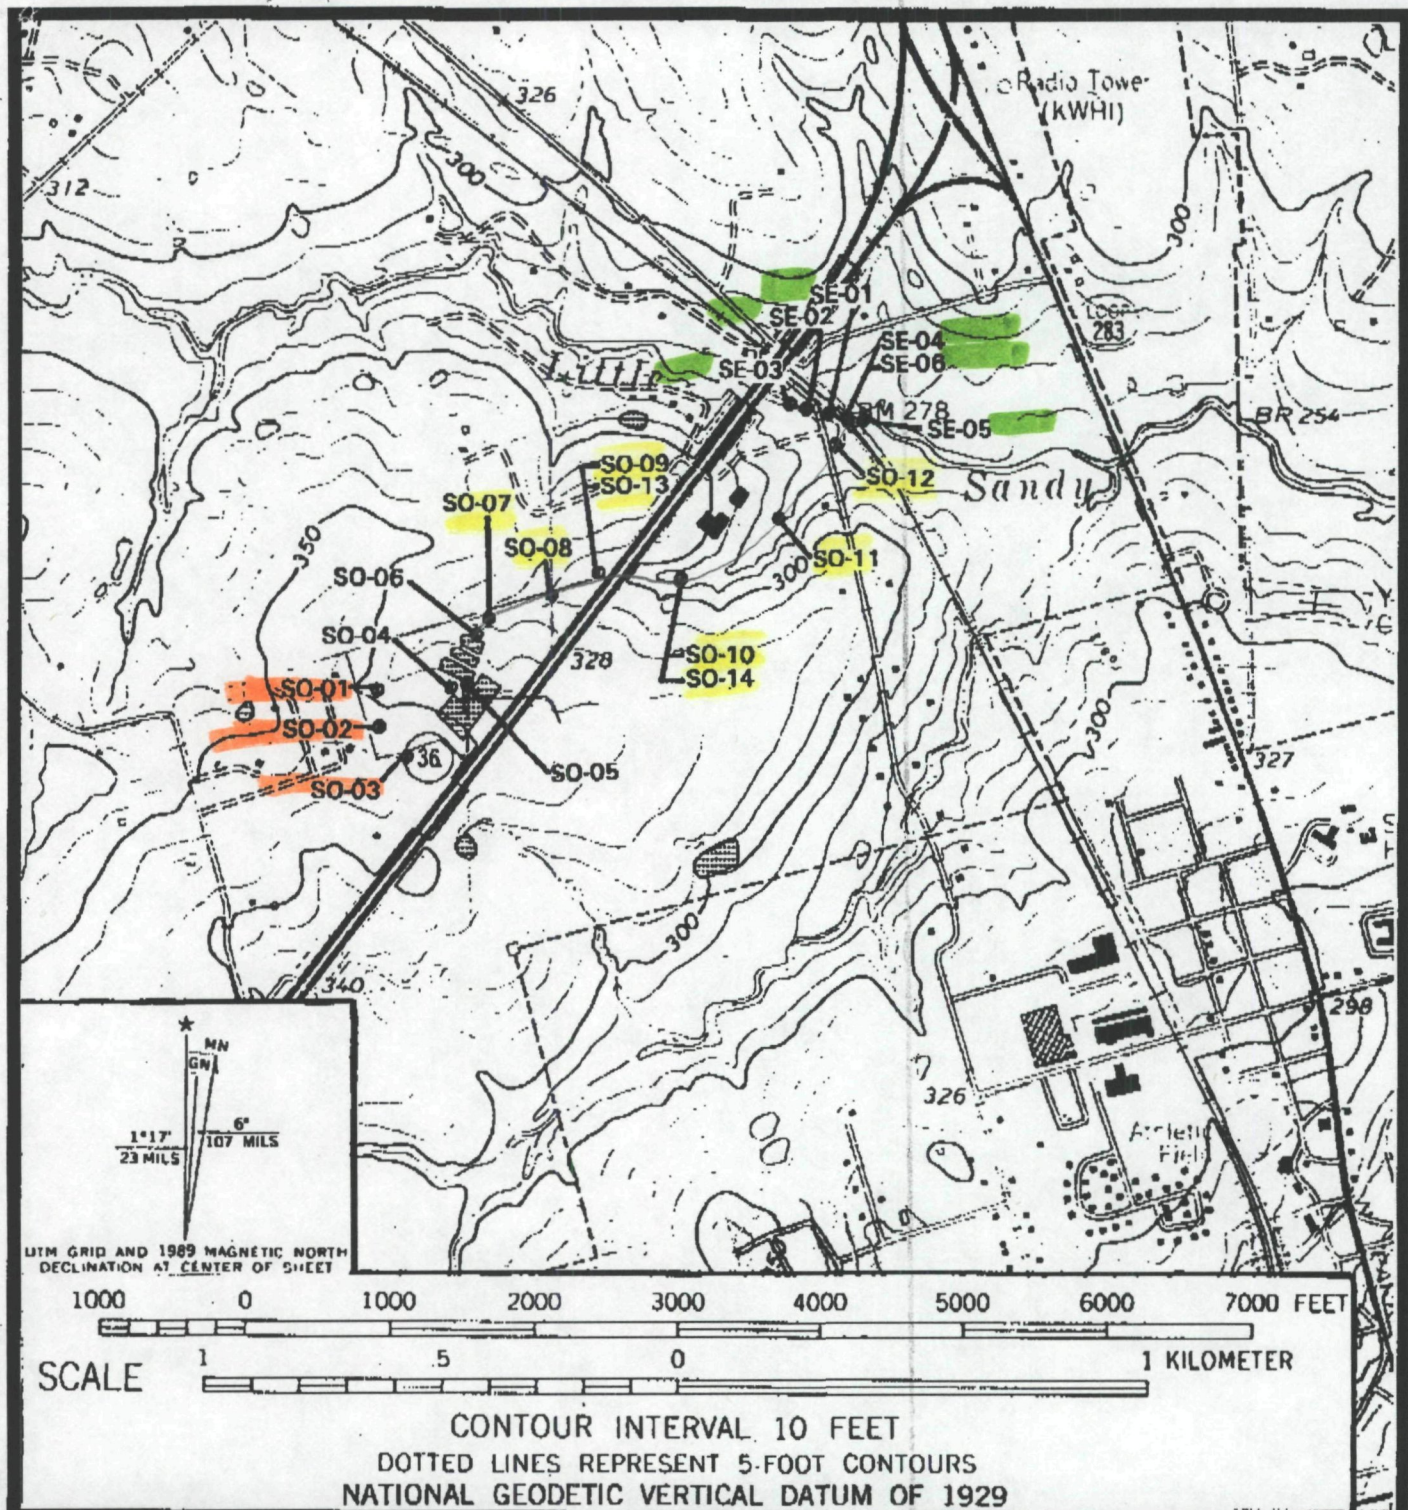 Radio Tower
(KWHI)
326
300
312
300
SE-01
SE-02
LOOP
283
SE-04
SE-06
SE-03
Little
BM 278
SE-05
BR 254
SO-09
SO-13
SO-12
Sandy
SO-07
SO-08
350
SO-11
300
SO-06
SO-04
328
SO-10
SO-14
SO-01
SO-02
300
36
SO-05
327
SO-03
300
340
298
326
Athletic
Field
MN
GN
1°17'
23 MILS
6°
107 MILS
UTM GRID AND 1989 MAGNETIC NORTH
DECLINATION AT CENTER OF SHEET
1000 0 1000 2000 3000 4000 5000 6000 7000 FEET
SCALE
1 .5 0 1 KILOMETER
CONTOUR INTERVAL 10 FEET
DOTTED LINES REPRESENT 5-FOOT CONTOURS
NATIONAL GEODETIC VERTICAL DATUM OF 1929